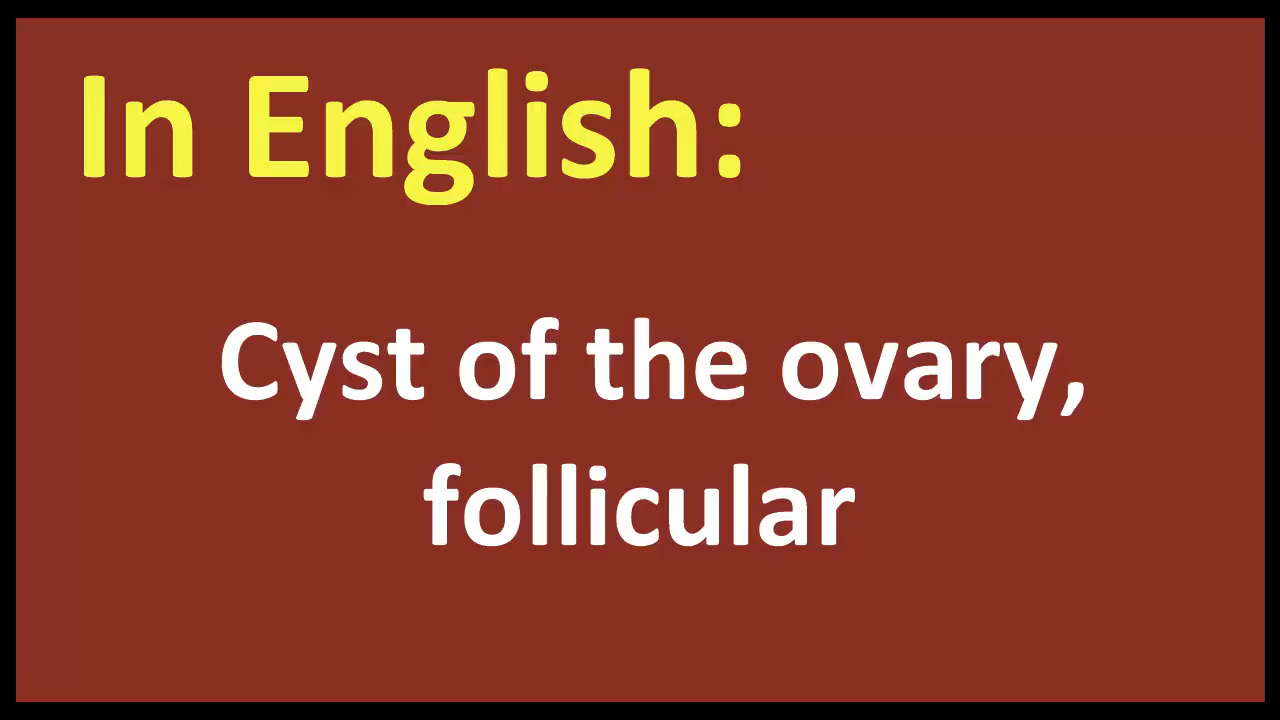 In English:
Cyst of the ovary,
follicular